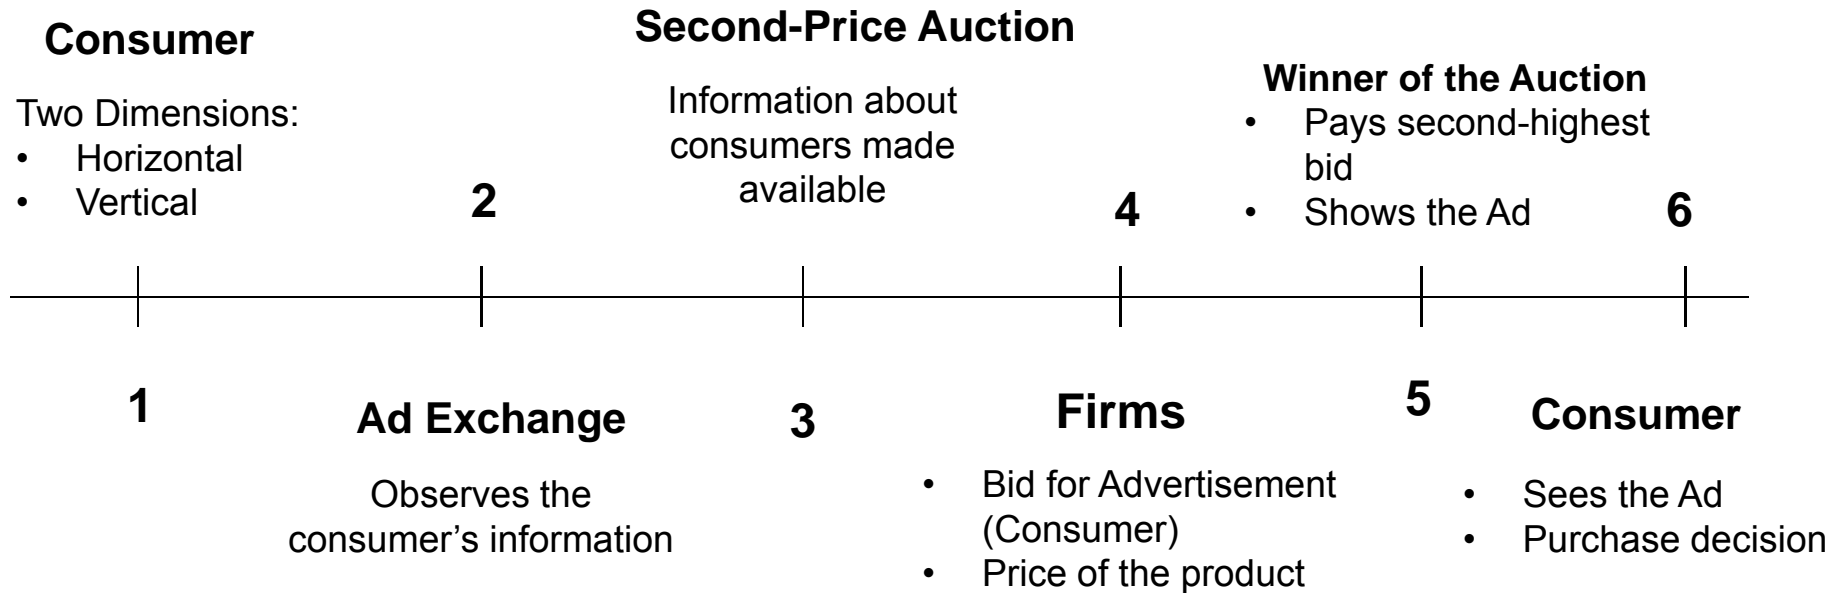 Consumer
Two Dimensions:
• Horizontal
• Vertical
1
2
Ad Exchange
Observes the
consumer’s information
Second-Price Auction
Information about
consumers made
available
3
4
Firms
• Bid for Advertisement
(Consumer)
• Price of the product
Winner of the Auction
• Pays second-highest
bid
• Shows the Ad
5
6
Consumer
• Sees the Ad
• Purchase decision